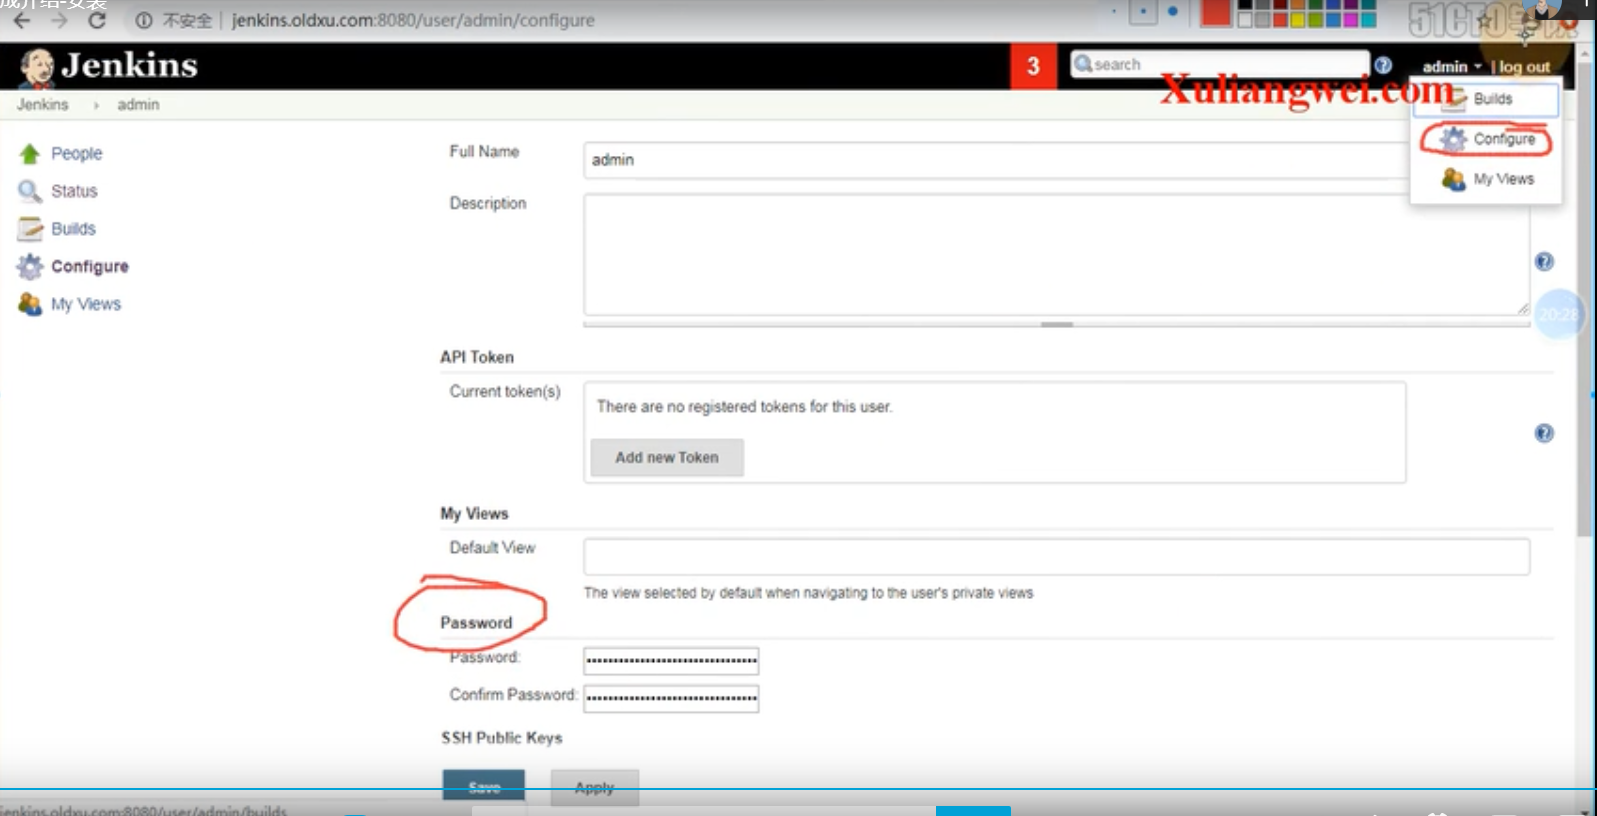 成介绍-安装
不安全 | jenkins.oldxu.com:8080/user/admin/configure
51CTO学院
Jenkins
3
search
admin
| log out
Xuliangwei.com
Jenkins › admin
Builds
Configure
My Views
People
Status
Builds
Configure
My Views
Full Name
admin
Description
20:28
API Token
Current token(s)
There are no registered tokens for this user.
Add new Token
My Views
Default View
The view selected by default when navigating to the user's private views
Password
Password:
Confirm Password:
SSH Public Keys
Save
Apply
jenkins.oldxu.com:8080/user/admin/builds